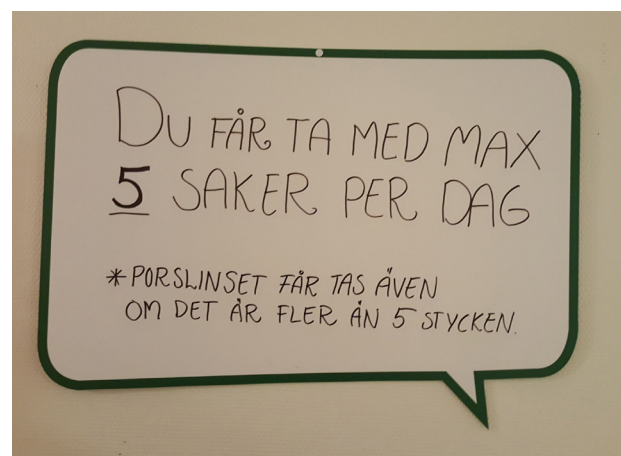 DU FÅR TA MED MAX
5 SAKER PER DAG
* PORSLINSET FÅR TAS ÄVEN
OM DET ÄR FLER ÄN 5 STYCKEN.